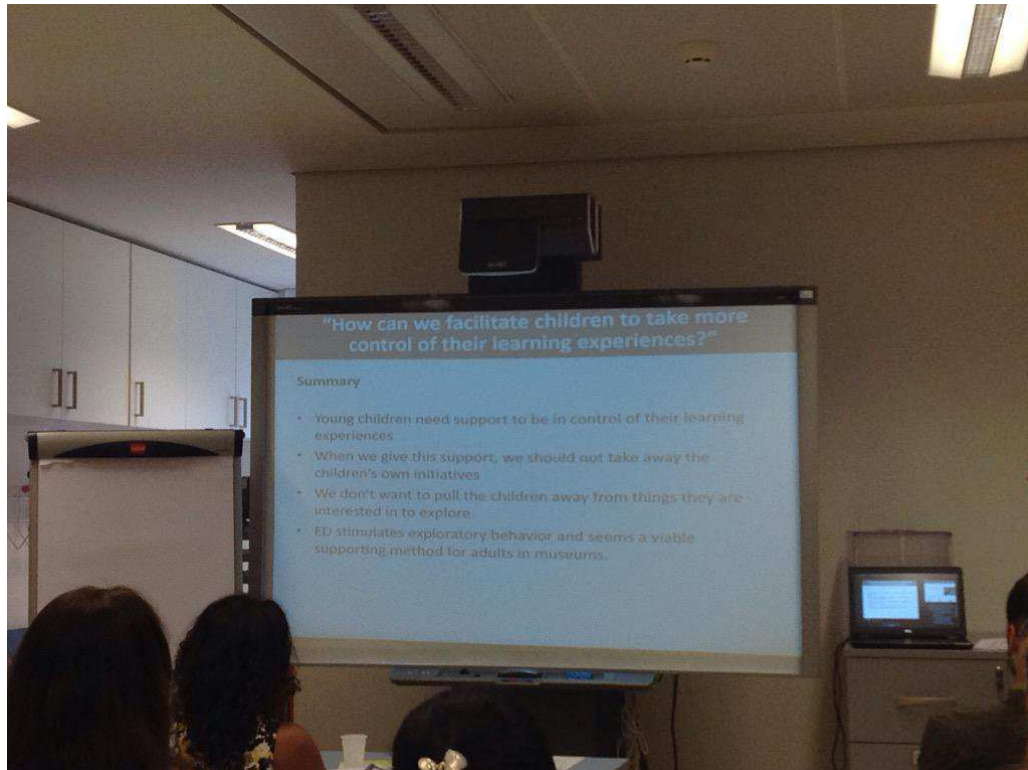 "How can we facilitate children to take more
control of their learning experiences?"
Summary
• Young children need support to be in control of their learning
experiences
• When we give this support, we should not take away the
children's own initiatives
• We don't want to pull the children away from things they are
interested in to explore
• ED stimulates exploratory behavior and seems a viable
supporting method for adults in museums.